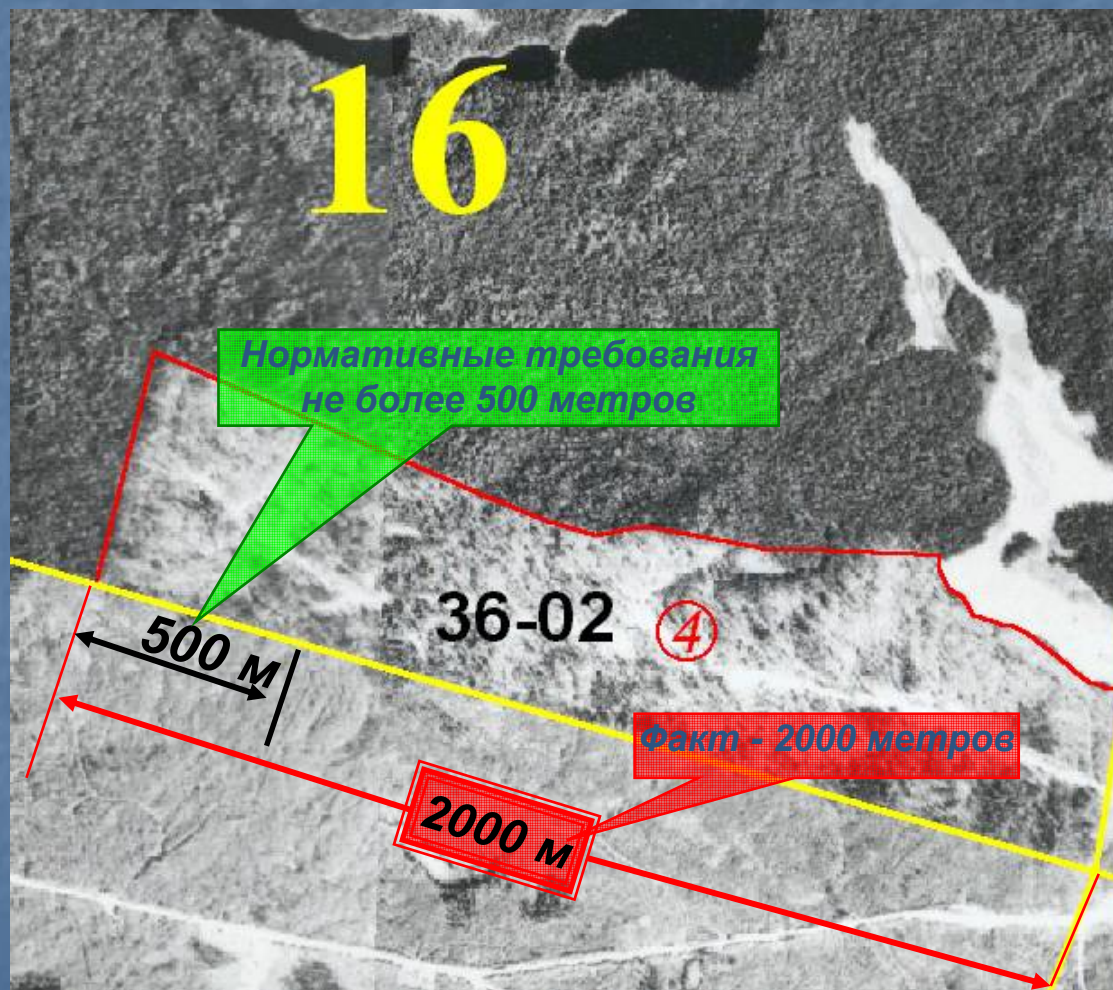 16
Нормативные требования
не более 500 метров
36-02
4
500 м
Факт - 2000 метров
2000 м